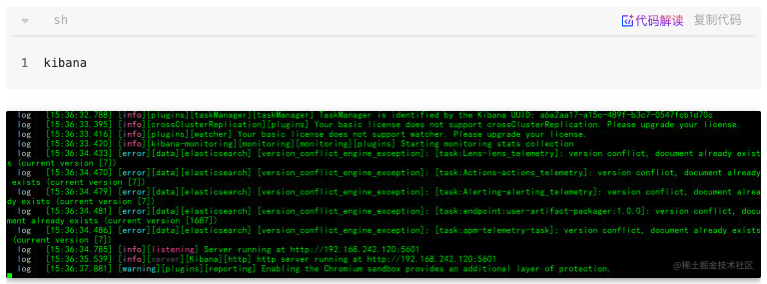 sh
代码解读
复制代码
1 kibana
log [15:36:32.788] [info][plugins][taskManager][taskManager] TaskManager is identified by the Kibana UUID: a6a2aa17-a15c-489f-b3c7-0547feb1d70c
log [15:36:33.395] [info][crossClusterReplication][plugins] Your basic license does not support crossClusterReplication. Please upgrade your license.
log [15:36:33.416] [info][plugins][watcher] Your basic license does not support watcher. Please upgrade your license.
log [15:36:33.420] [info][kibana-monitoring][monitoring][monitoring][plugins] Starting monitoring stats collection
log [15:36:34.433] [error][data][elasticsearch] [version_conflict_engine_exception]: [task:Lens-lens_telemetry]: version conflict, document already exist
s (current version [7])
log [15:36:34.470] [error][data][elasticsearch] [version_conflict_engine_exception]: [task:Actions-actions_telemetry]: version conflict, document already
exists (current version [7])
log [15:36:34.479] [error][data][elasticsearch] [version_conflict_engine_exception]: [task:Alerting-alerting_telemetry]: version conflict, document alrea
dy exists (current version [7])
log [15:36:34.481] [error][data][elasticsearch] [version_conflict_engine_exception]: [task:endpoint:user-artifact-packager:1.0.0]: version conflict, docu
ment already exists (current version [1687])
log [15:36:34.486] [error][data][elasticsearch] [version_conflict_engine_exception]: [task:apm-telemetry-task]: version conflict, document already exists
(current version [7])
log [15:36:34.785] [info][listening] Server running at http://192.168.242.120:5601
log [15:36:35.539] [info][server][Kibana][http] http server running at http://192.168.242.120:5601
log [15:36:37.881] [warning][plugins][reporting] Enabling the Chromium sandbox provides an additional layer of protection.
@稀土掘金技术社区